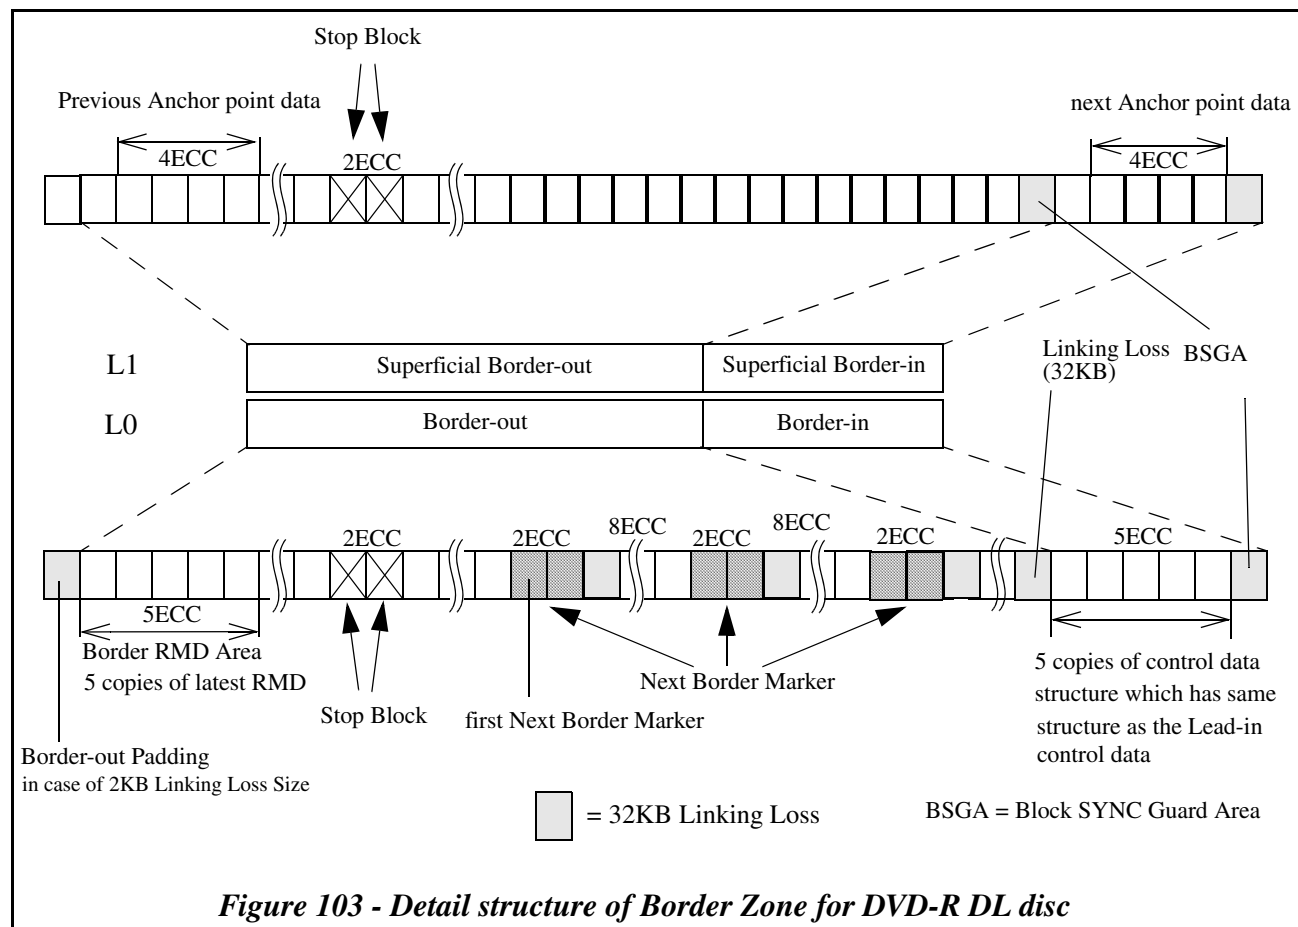 Stop Block
Previous Anchor point data
next Anchor point data
4ECC
2ECC
4ECC
L1
Superficial Border-out
Superficial Border-in
Linking Loss
(32KB)
BSGA
L0
Border-out
Border-in
2ECC
2ECC
8ECC
2ECC
8ECC
2ECC
5ECC
5ECC
Border RMD Area
5 copies of latest RMD
Stop Block
first Next Border Marker
Next Border Marker
5 copies of control data
structure which has same
structure as the Lead-in
control data
Border-out Padding
in case of 2KB Linking Loss Size
= 32KB Linking Loss
BSGA = Block SYNC Guard Area
Figure 103 - Detail structure of Border Zone for DVD-R DL disc